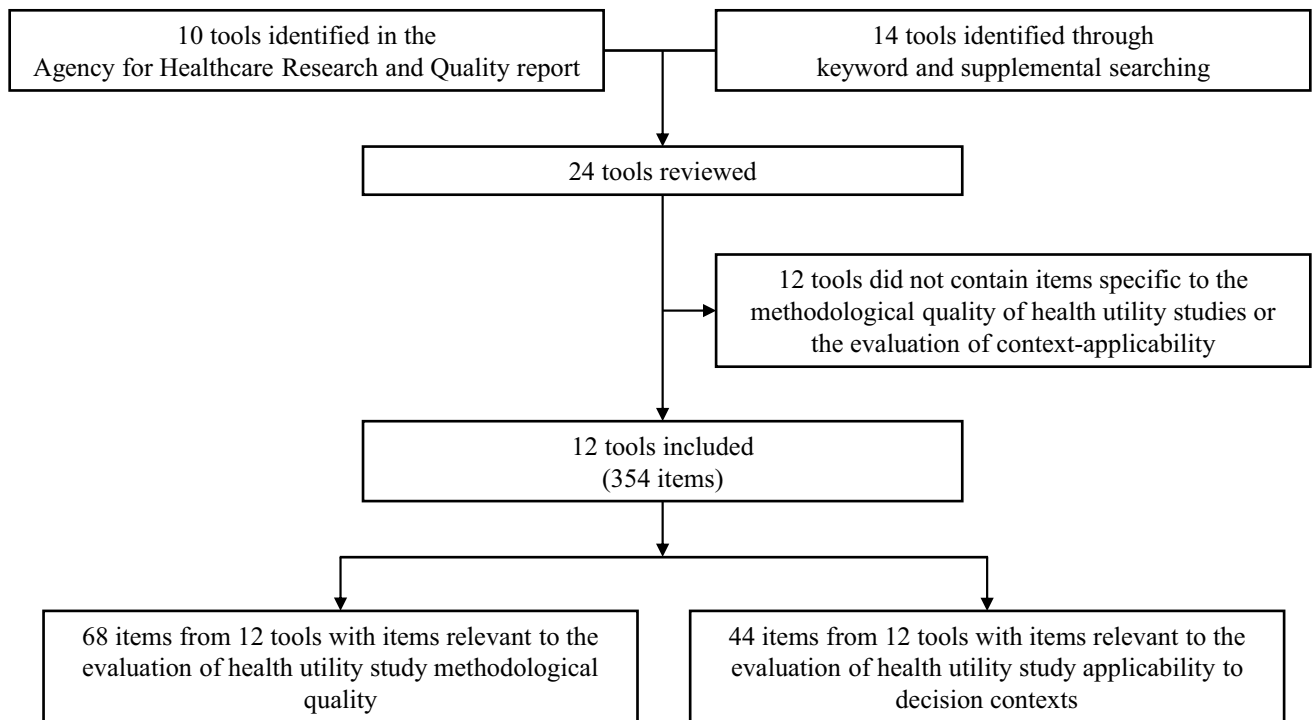 10 tools identified in the
Agency for Healthcare Research and Quality report
14 tools identified through
keyword and supplemental searching
24 tools reviewed
12 tools did not contain items specific to the
methodological quality of health utility studies or
the evaluation of context-applicability
12 tools included
(354 items)
68 items from 12 tools with items relevant to the
evaluation of health utility study methodological
quality
44 items from 12 tools with items relevant to the
evaluation of health utility study applicability to
decision contexts